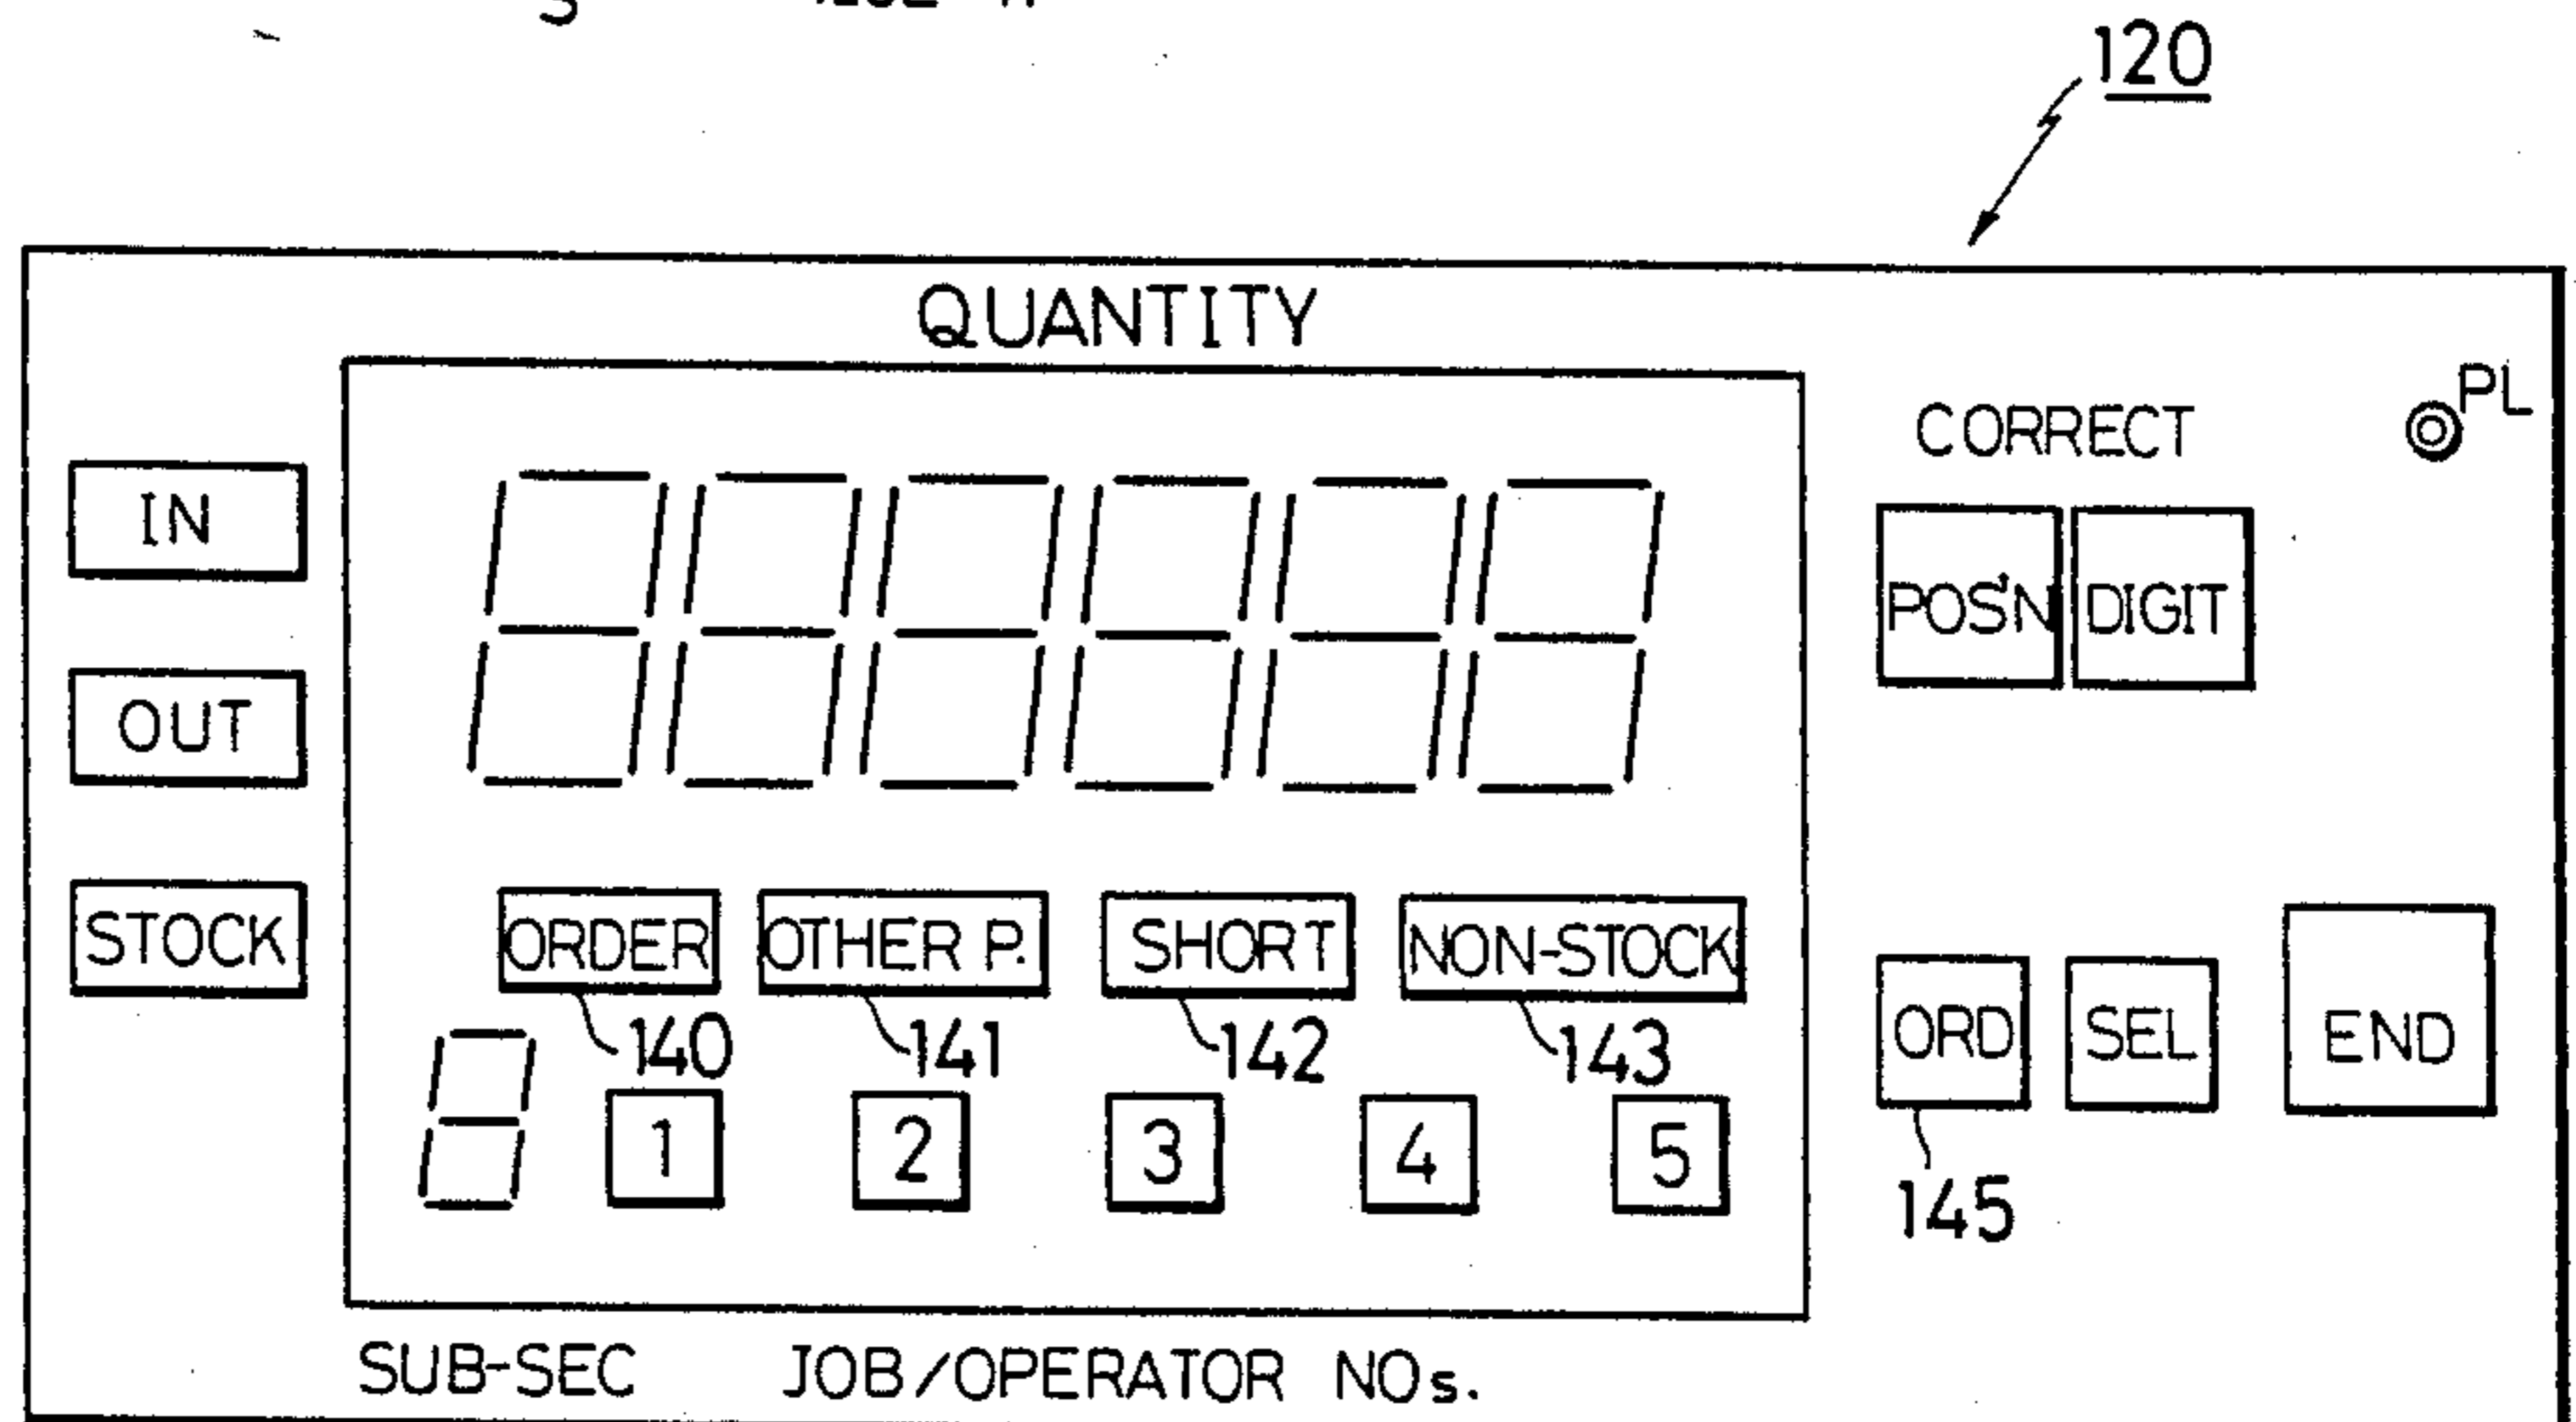 120
QUANTITY
PL
CORRECT
IN
POS'N DIGIT
OUT
STOCK ORDER OTHER P. SHORT NON-STOCK
140 141 142 143
ORD SEL END
1 2 3 4 5
145
SUB-SEC JOB/OPERATOR NOs.